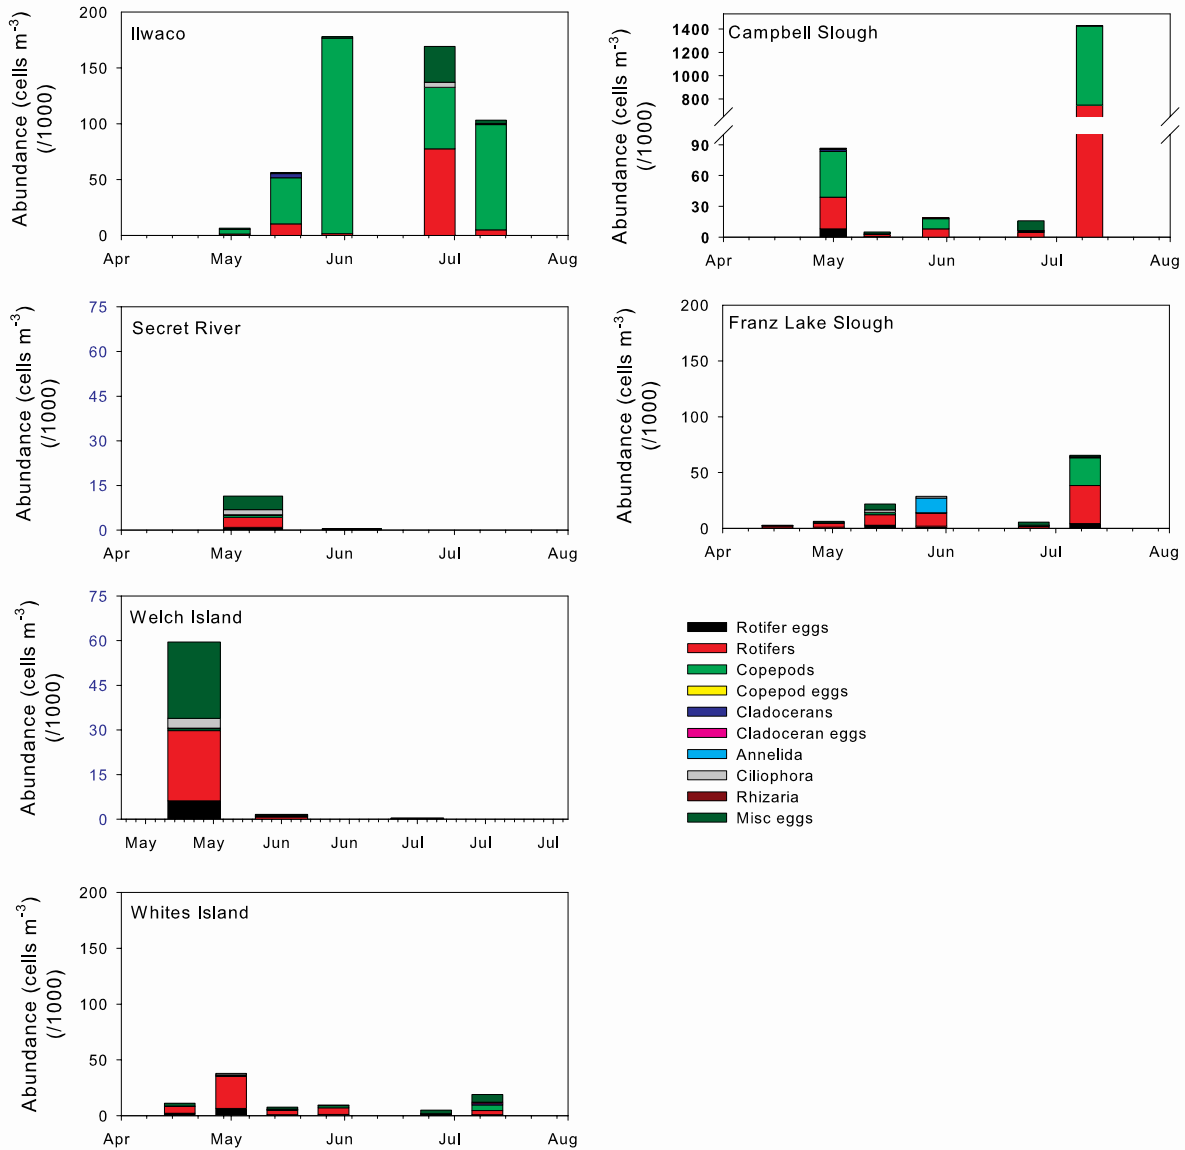 Ilwaco
Abundance (cells m⁻³)
(/1000)
200
150
100
50
0
Apr May Jun Jul Aug
Campbell Slough
Abundance (cells m⁻³)
(/1000)
1400
1200
1000
800
90
60
30
0
Apr May Jun Jul Aug
Secret River
Abundance (cells m⁻³)
(/1000)
75
60
45
30
15
0
Apr May Jun Jul Aug
Franz Lake Slough
Abundance (cells m⁻³)
(/1000)
200
150
100
50
0
Apr May Jun Jul Aug
Welch Island
Abundance (cells m⁻³)
(/1000)
75
60
45
30
15
0
May May Jun Jun Jul Jul Jul
Rotifer eggs
Rotifers
Copepods
Copepod eggs
Cladocerans
Cladoceran eggs
Annelida
Ciliophora
Rhizaria
Misc eggs
Whites Island
Abundance (cells m⁻³)
(/1000)
200
150
100
50
0
Apr May Jun Jul Aug